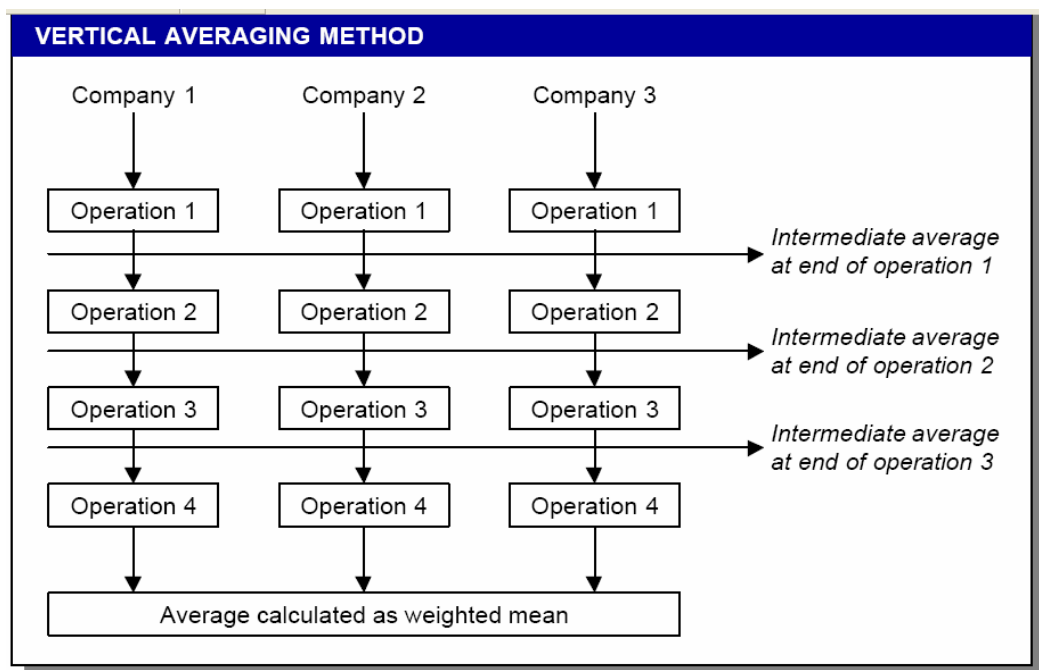 VERTICAL AVERAGING METHOD
Company 1 Company 2 Company 3
Operation 1 Operation 1 Operation 1
Intermediate average
at end of operation 1
Operation 2 Operation 2 Operation 2
Intermediate average
at end of operation 2
Operation 3 Operation 3 Operation 3
Intermediate average
at end of operation 3
Operation 4 Operation 4 Operation 4
Average calculated as weighted mean